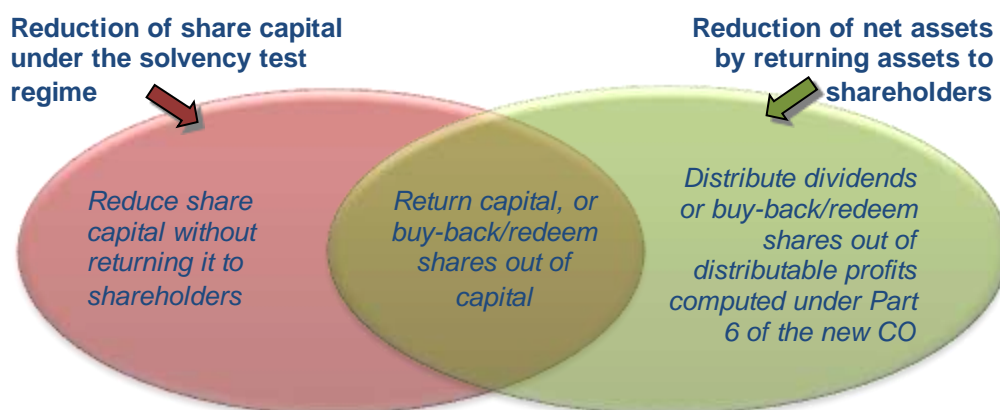 Reduction of share capital
under the solvency test
regime
Reduction of net assets
by returning assets to
shareholders
Reduce share
capital without
returning it to
shareholders
Return capital, or
buy-back/redeem
shares out of
capital
Distribute dividends
or buy-back/redeem
shares out of
distributable profits
computed under Part
6 of the new CO